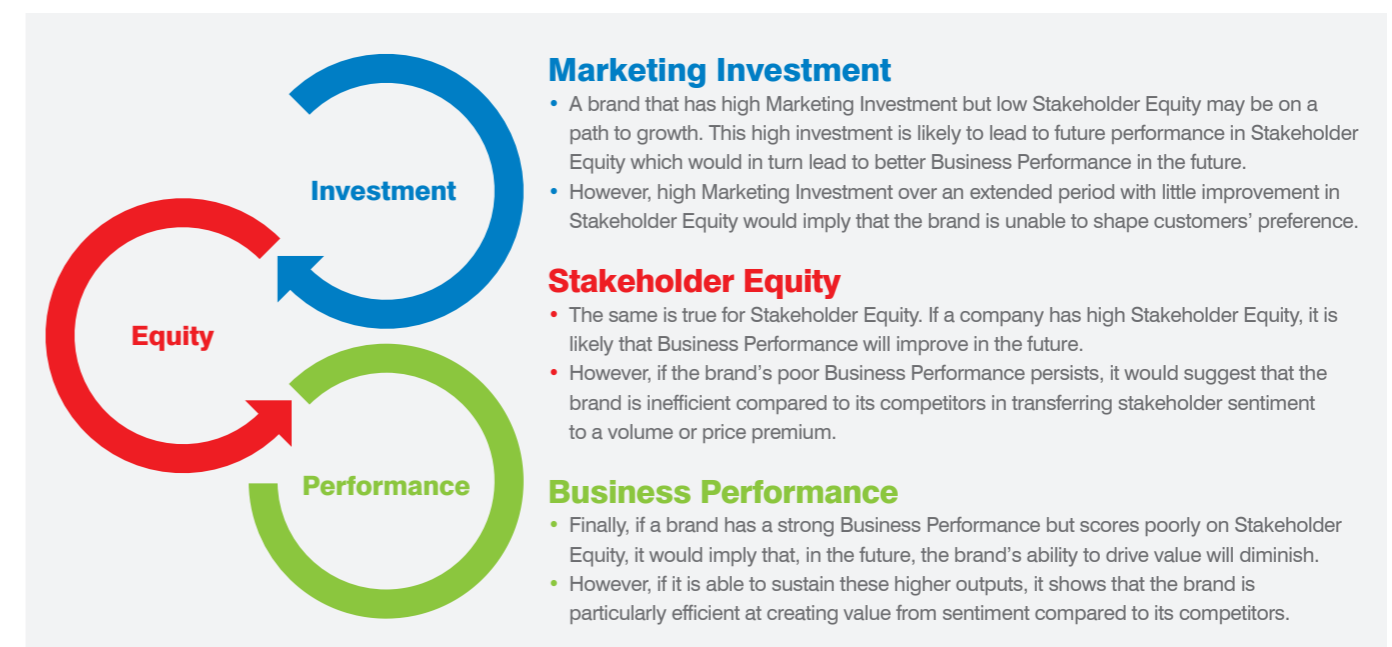 Investment
Equity
Performance
Marketing Investment
• A brand that has high Marketing Investment but low Stakeholder Equity may be on a
path to growth. This high investment is likely to lead to future performance in Stakeholder
Equity which would in turn lead to better Business Performance in the future.
• However, high Marketing Investment over an extended period with little improvement in
Stakeholder Equity would imply that the brand is unable to shape customers’ preference.
Stakeholder Equity
• The same is true for Stakeholder Equity. If a company has high Stakeholder Equity, it is
likely that Business Performance will improve in the future.
• However, if the brand’s poor Business Performance persists, it would suggest that the
brand is inefficient compared to its competitors in transferring stakeholder sentiment
to a volume or price premium.
Business Performance
• Finally, if a brand has a strong Business Performance but scores poorly on Stakeholder
Equity, it would imply that, in the future, the brand’s ability to drive value will diminish.
• However, if it is able to sustain these higher outputs, it shows that the brand is
particularly efficient at creating value from sentiment compared to its competitors.